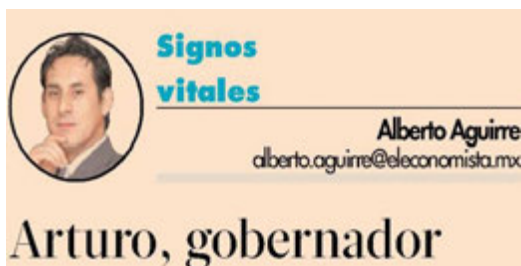 Signos
vitales
Alberto Aguirre
alberto.aguirre@eleconomista.mx
Arturo, gobernador